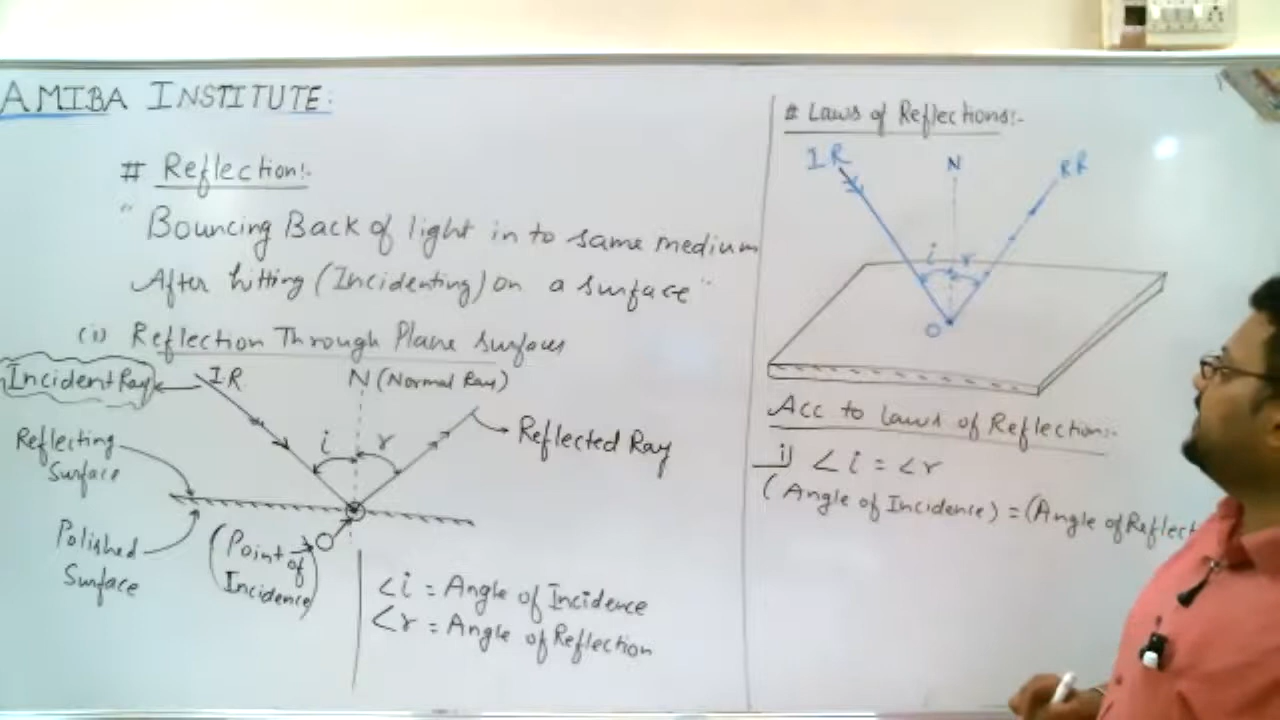 AMIBA INSTITUTE:
# Reflection:-
"Bouncing Back of light in to same medium
After hitting (Incidenting) on a surface"
(i) Reflection Through Plane surfaces
Incident Ray
IR
N (Normal Ray)
i
r
Reflected Ray
Reflecting
Surface
Polished
Surface
(Point of
Incidence)
O
∠i = Angle of Incidence
∠r = Angle of Reflection
# Laws of Reflections:-
IR
N
RR
i
r
O
Acc to Laws of Reflection:-
i) ∠i = ∠r
(Angle of Incidence) = (Angle of Reflect